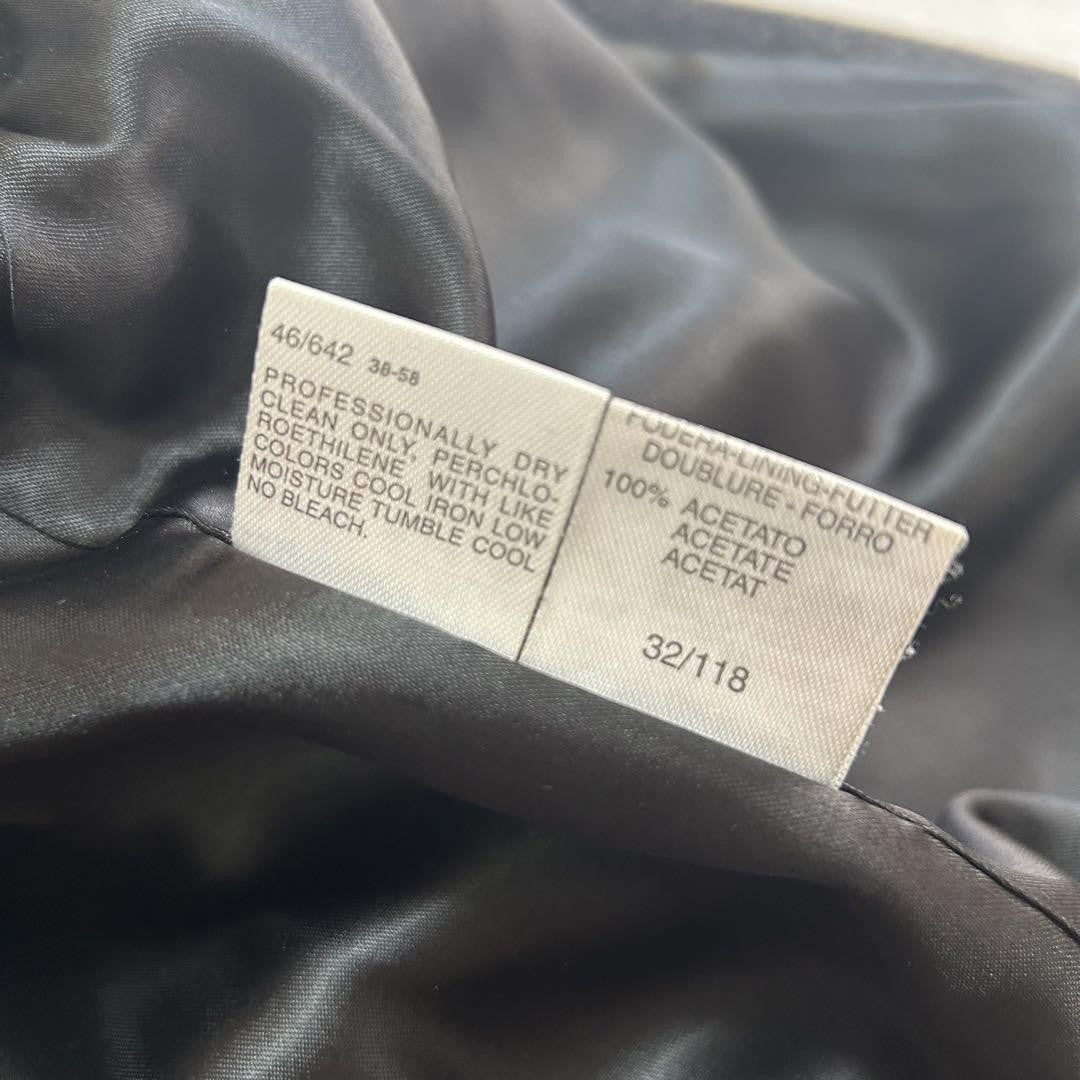 46/642 38-58
PROFESSIONALLY DRY
CLEAN ONLY, PERCHLO-
ROETHILENE WITH LIKE
COLORS COOL IRON LOW
MOISTURE TUMBLE COOL
NO BLEACH.
FODERA-LINING-FUTTER
DOUBLURE-FORRO
100% ACETATO
ACETATE
ACETAT
32/118